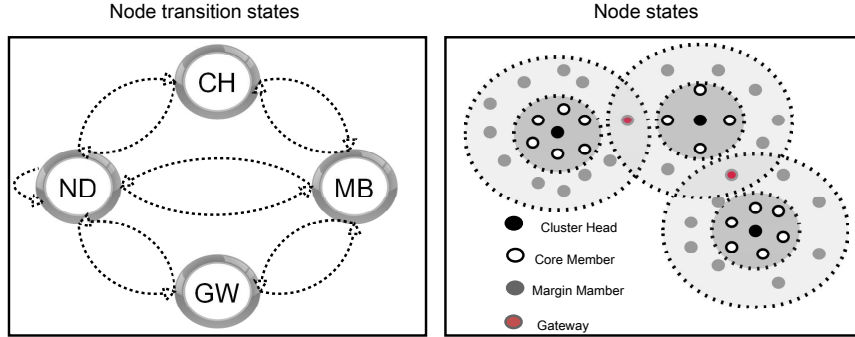 Node transition states
Node states
CH
ND
MB
GW
Cluster Head
Core Member
Margin Mamber
Gateway